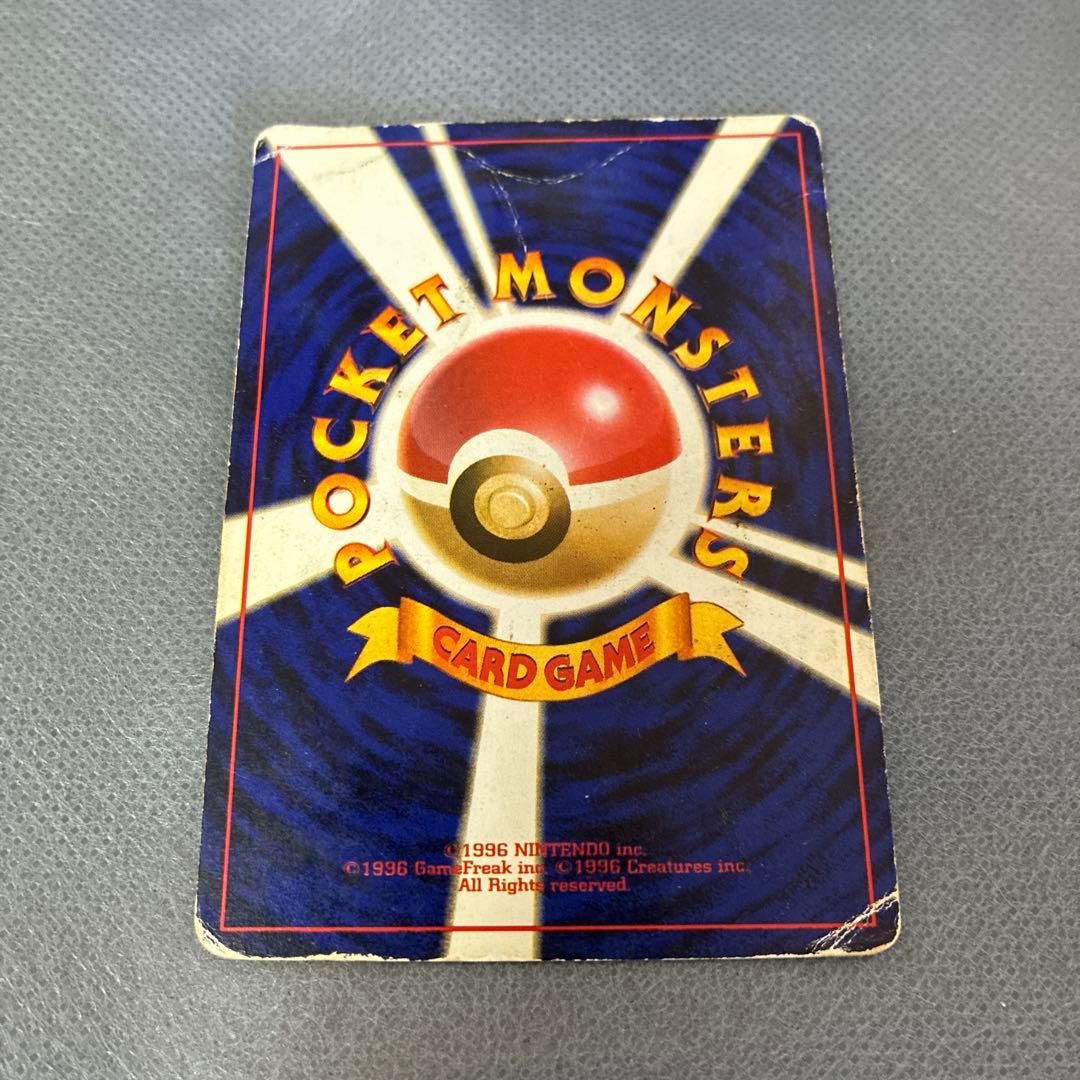 POCKET MONSTERS
CARD GAME
©1996 NINTENDO inc.
©1996 GameFreak inc. ©1996 Creatures inc.
All Rights reserved.